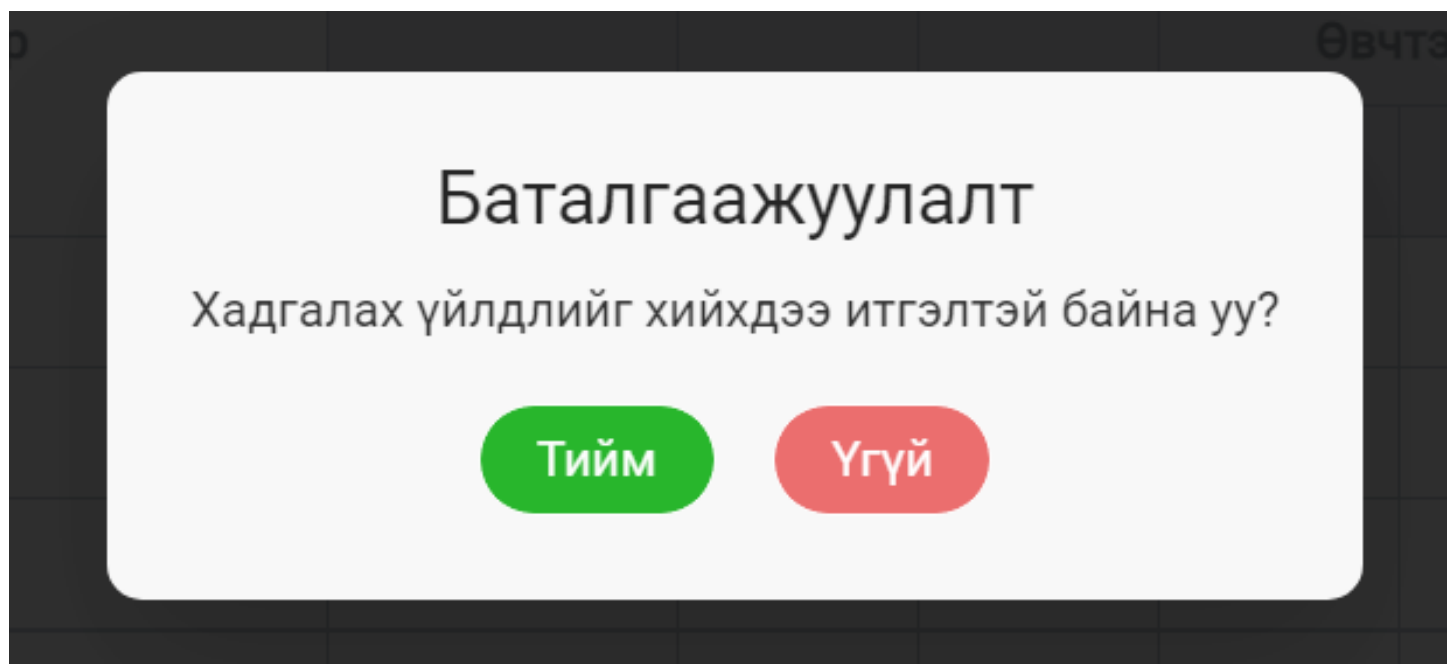 Баталгаажуулалт
Хадгалах үйлдлийг хийхдээ итгэлтэй байна уу?
Тийм Үгүй